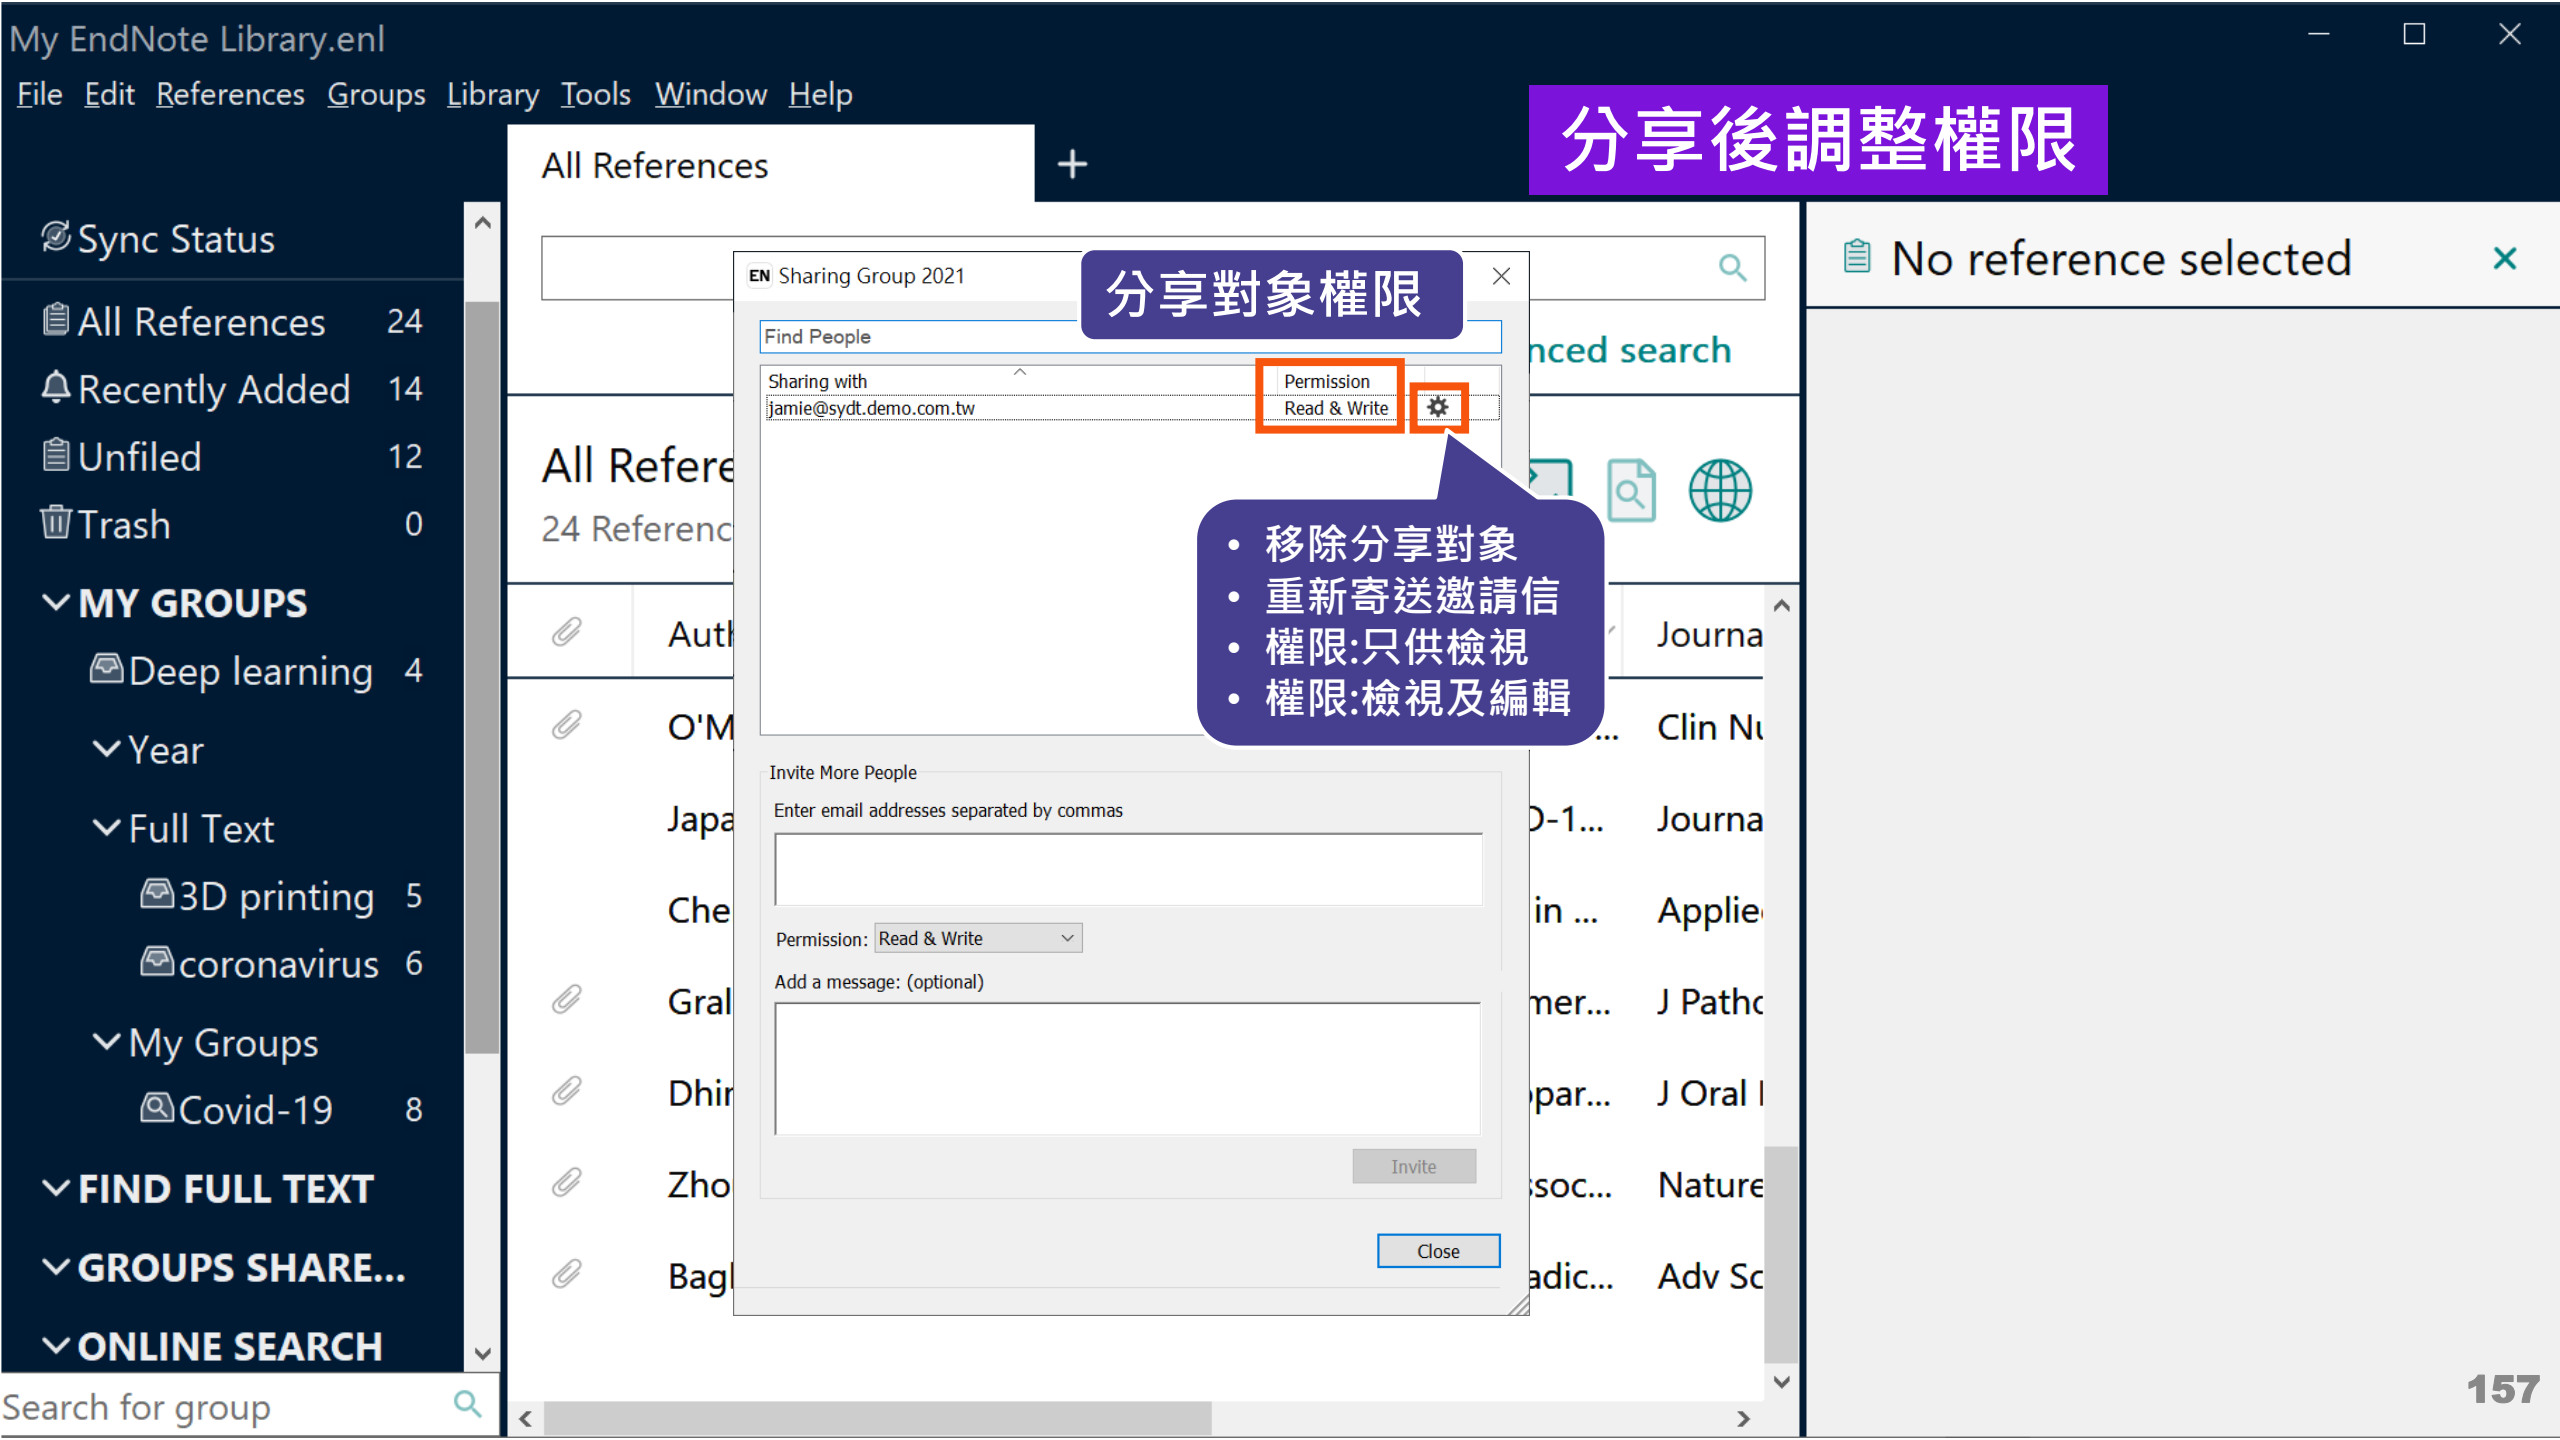 My EndNote Library.enl
File Edit References Groups Library Tools Window Help
分享後調整權限
All References
Sync Status
All References 24
Recently Added 14
Unfiled 12
Trash 0
MY GROUPS
Deep learning 4
Year
Full Text
3D printing 5
coronavirus 6
My Groups
Covid-19 8
FIND FULL TEXT
GROUPS SHARE...
ONLINE SEARCH
Search for group
nced search
All Refere
24 Referenc
Auth
Journa
O'M
... Clin Nu
Japa
D-1... Journa
Che
in ... Applie
Gral
mer... J Patho
Dhir
par... J Oral
Zho
ssoc... Nature
Bagl
adic... Adv Sc
EN Sharing Group 2021
分享對象權限
Find People
Sharing with Permission
jamie@sydt.demo.com.tw Read & Write
• 移除分享對象
• 重新寄送邀請信
• 權限:只供檢視
• 權限:檢視及編輯
Invite More People
Enter email addresses separated by commas
Permission: Read & Write
Add a message: (optional)
Invite
Close
No reference selected
157